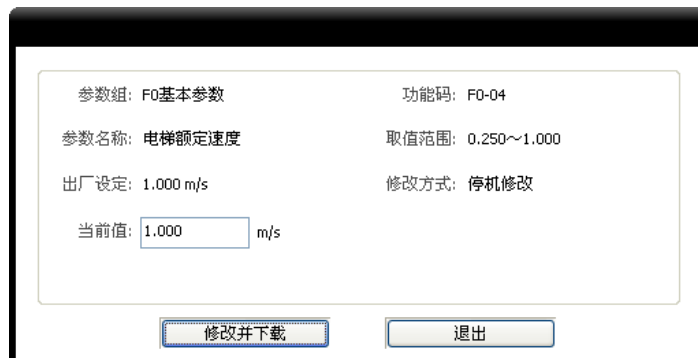 参数组: F0基本参数 功能码: F0-04
参数名称: 电梯额定速度 取值范围: 0.250～1.000
出厂设定: 1.000 m/s 修改方式: 停机修改
当前值: 1.000 m/s
修改并下载 退出